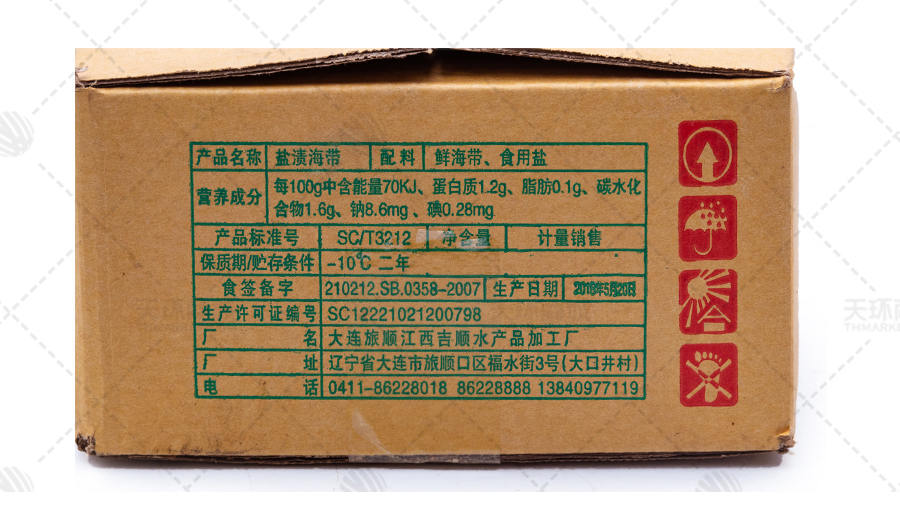 产品名称 盐渍海带 配料 鲜海带、食用盐
营养成分 每100g中含能量70KJ、蛋白质1.2g、脂肪0.1g、碳水化
合物1.6g、钠8.6mg、碘0.28mg
产品标准号 SC/T3212 净含量 计量销售
保质期/贮存条件 -10℃ 二年
食签备字 210212.SB.0358-2007 生产日期
生产许可证编号 SC12221021200798
厂名 大连旅顺江西吉顺水产品加工厂
厂址 辽宁省大连市旅顺口区福水街3号(大口井村)
电话 0411-86228018 86228888 13840977119